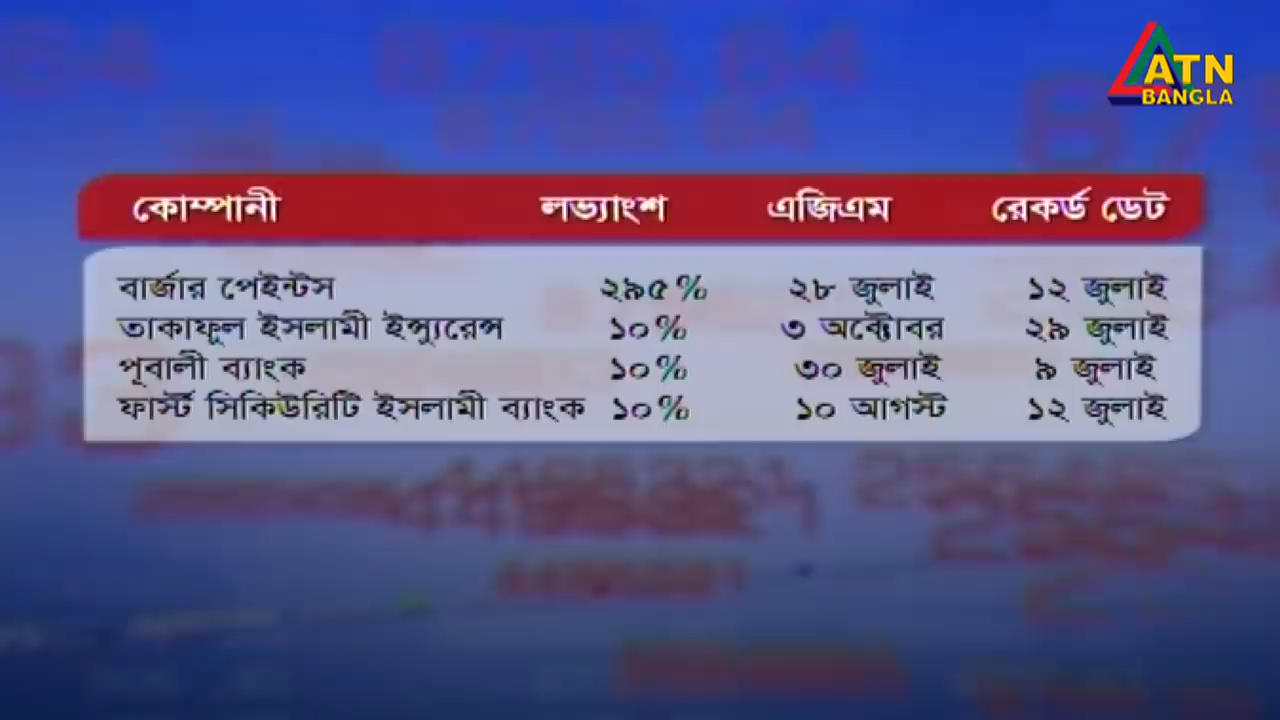 ATN
BANGLA
কোম্পানী লভ্যাংশ এজিএম রেকর্ড ডেট
বার্জার পেইন্টস ২৯৫% ২৮ জুলাই ১২ জুলাই
তাকাফূল ইসলামী ইন্স্যুরেন্স ১০% ৩ অক্টোবর ২৯ জুলাই
পূবালী ব্যাংক ১০% ৩০ জুলাই ৯ জুলাই
ফার্স্ট সিকিউরিটি ইসলামী ব্যাংক ১০% ১০ আগস্ট ১২ জুলাই